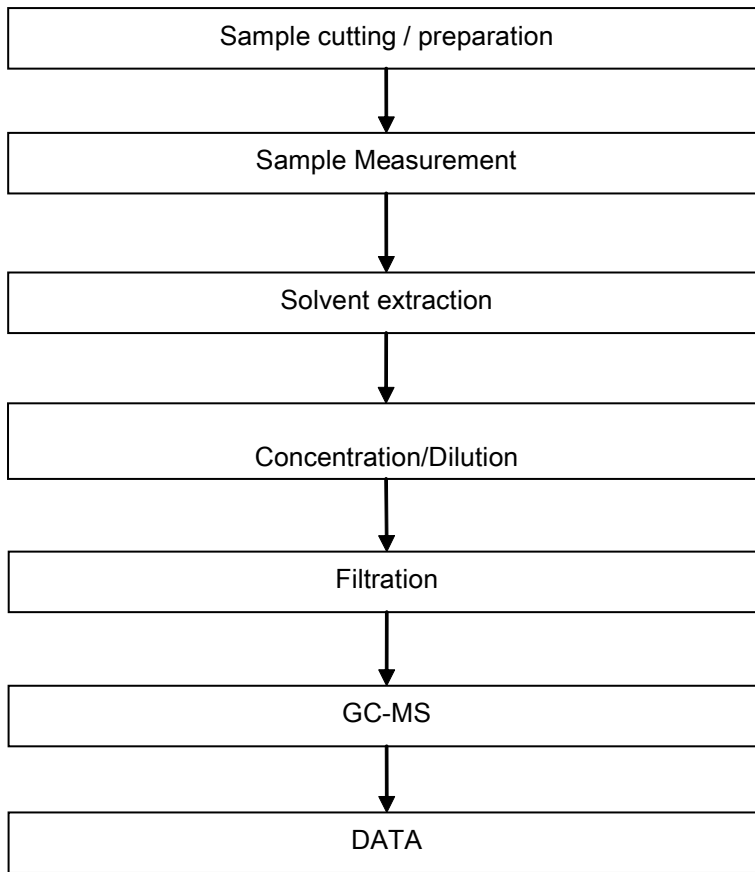 Sample cutting / preparation
Sample Measurement
Solvent extraction
Concentration/Dilution
Filtration
GC-MS
DATA